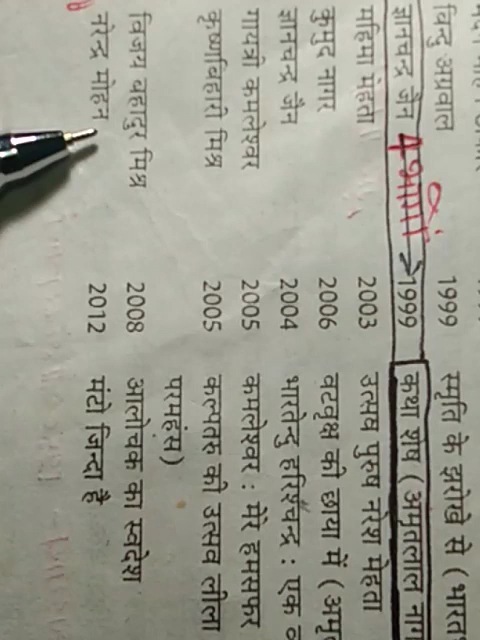 बिन्दु अग्रवाल 1999 स्मृति के झरोखे से (भारत
ज्ञानचन्द्र जैन 4 भागों में → 1999 कथा शेष (अमृतलाल नाग
महिमा मेहता 2003 उत्सव पुरुष नरेश मेहता
कुमुद नागर 2006 वटवृक्ष की छाया में (अमृ
ज्ञानचन्द्र जैन 2004 भारतेन्दु हरिश्चन्द्र : एक
गायत्री कमलेश्वर 2005 कमलेश्वर : मेरे हमसफर
कृष्णबिहारी मिश्र 2005 कल्पतरु की उत्सव लीला
परमहंस)
विजय बहादुर मिश्र 2008 आलोचक का स्वदेश
नरेन्द्र मोहन 2012 मंटो जिन्दा है